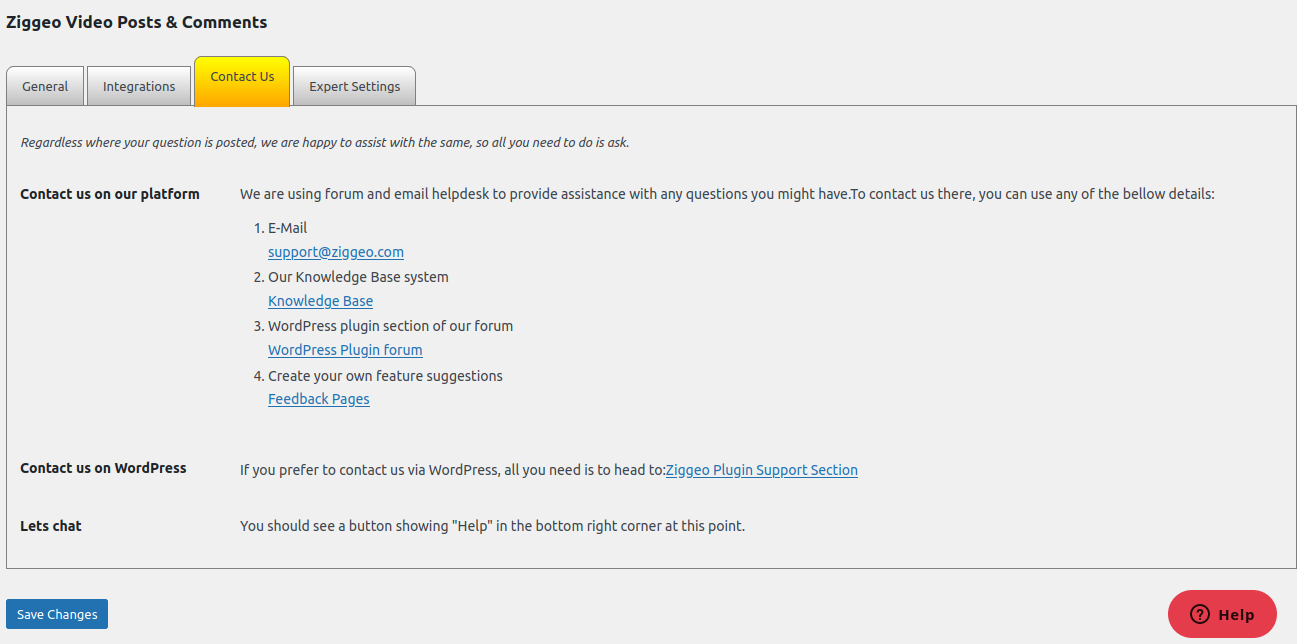 Ziggeo Video Posts & Comments
General Integrations Contact Us Expert Settings
Regardless where your question is posted, we are happy to assist with the same, so all you need to do is ask.
Contact us on our platform We are using forum and email helpdesk to provide assistance with any questions you might have.To contact us there, you can use any of the bellow details:
1. E-Mail
support@ziggeo.com
2. Our Knowledge Base system
Knowledge Base
3. WordPress plugin section of our forum
WordPress Plugin forum
4. Create your own feature suggestions
Feedback Pages
Contact us on WordPress If you prefer to contact us via WordPress, all you need is to head to:Ziggeo Plugin Support Section
Lets chat You should see a button showing "Help" in the bottom right corner at this point.
Save Changes ? Help